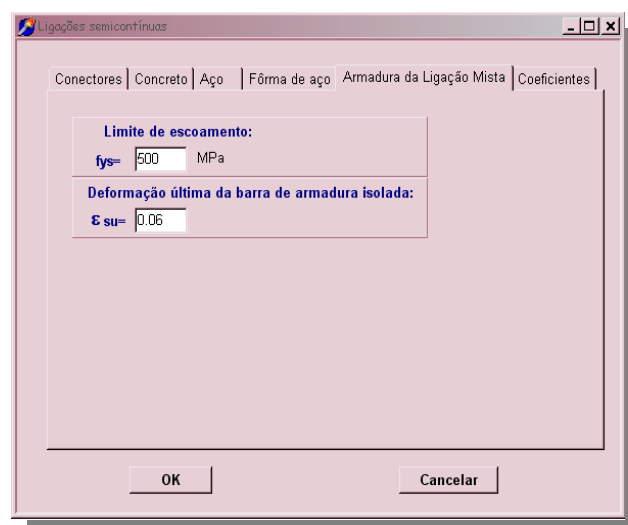 Ligações semicontínuas
Conectores Concreto Aço Fôrma de aço Armadura da Ligação Mista Coeficientes
Limite de escoamento:
fys= 500 MPa
Deformação última da barra de armadura isolada:
ε su= 0.06
OK Cancelar